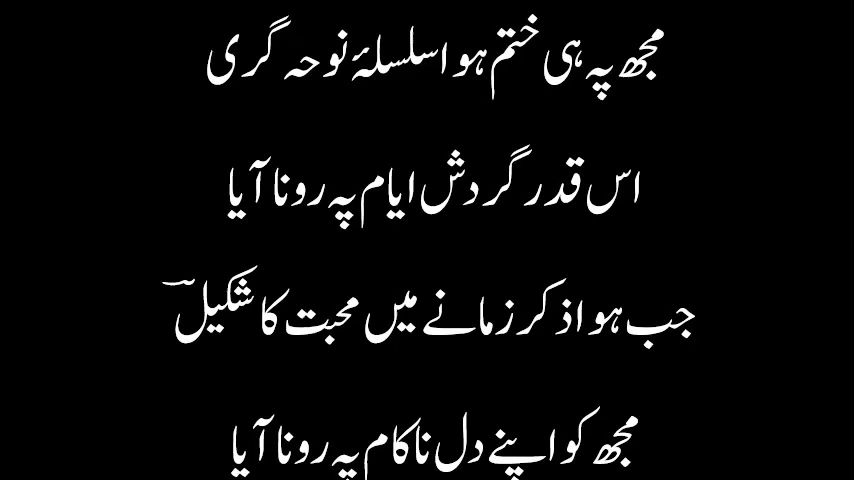 مجھ پہ ہی ختم ہوا سلسلۂ نوحہ گری
اس قدر گردش ایام پہ رونا آیا
جب ہوا ذکر زمانے میں محبت کا شکیلؔ
مجھ کو اپنے دل ناکام پہ رونا آیا